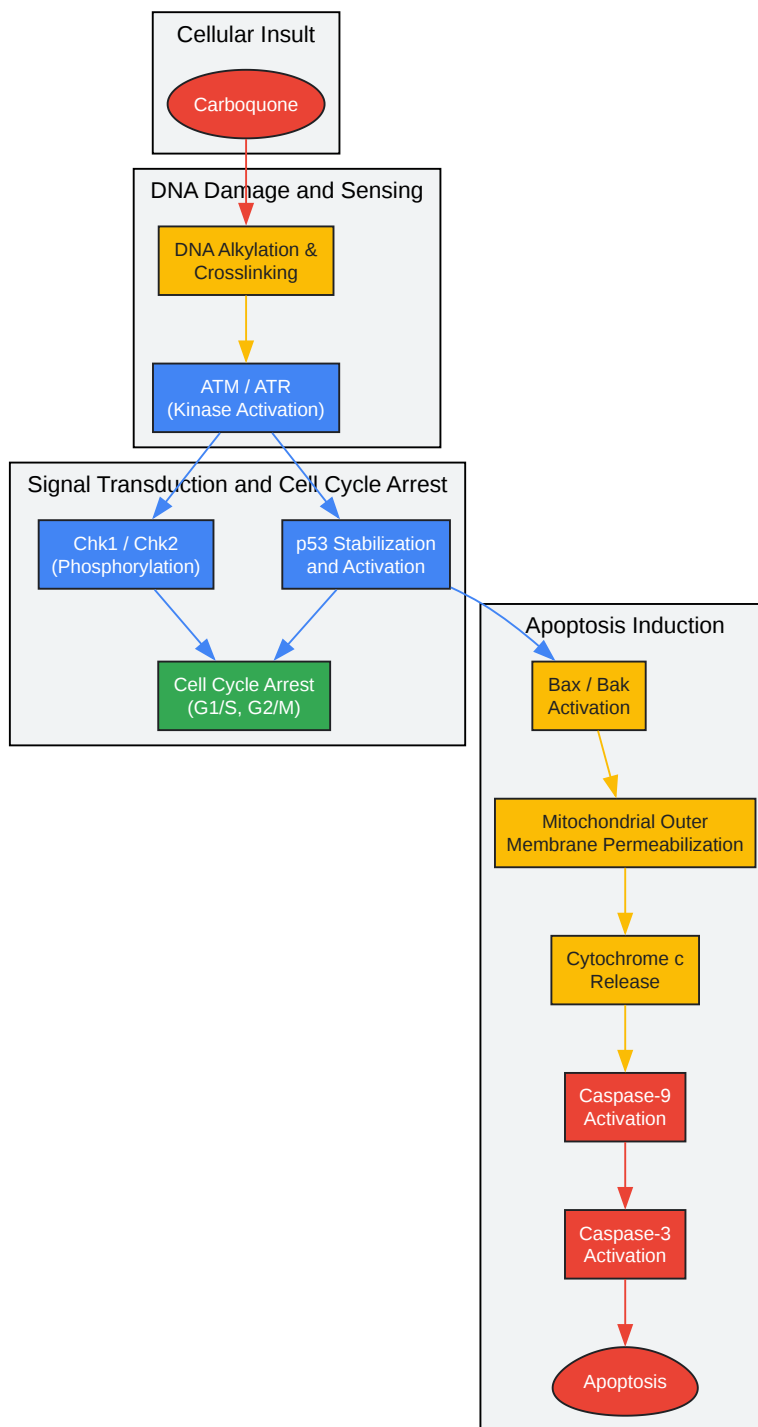 Cellular Insult
Carboquone
DNA Damage and Sensing
DNA Alkylation &
Crosslinking
ATM / ATR
(Kinase Activation)
Signal Transduction and Cell Cycle Arrest
Chk1 / Chk2
(Phosphorylation)
p53 Stabilization
and Activation
Cell Cycle Arrest
(G1/S, G2/M)
Apoptosis Induction
Bax / Bak
Activation
Mitochondrial Outer
Membrane Permeabilization
Cytochrome c
Release
Caspase-9
Activation
Caspase-3
Activation
Apoptosis